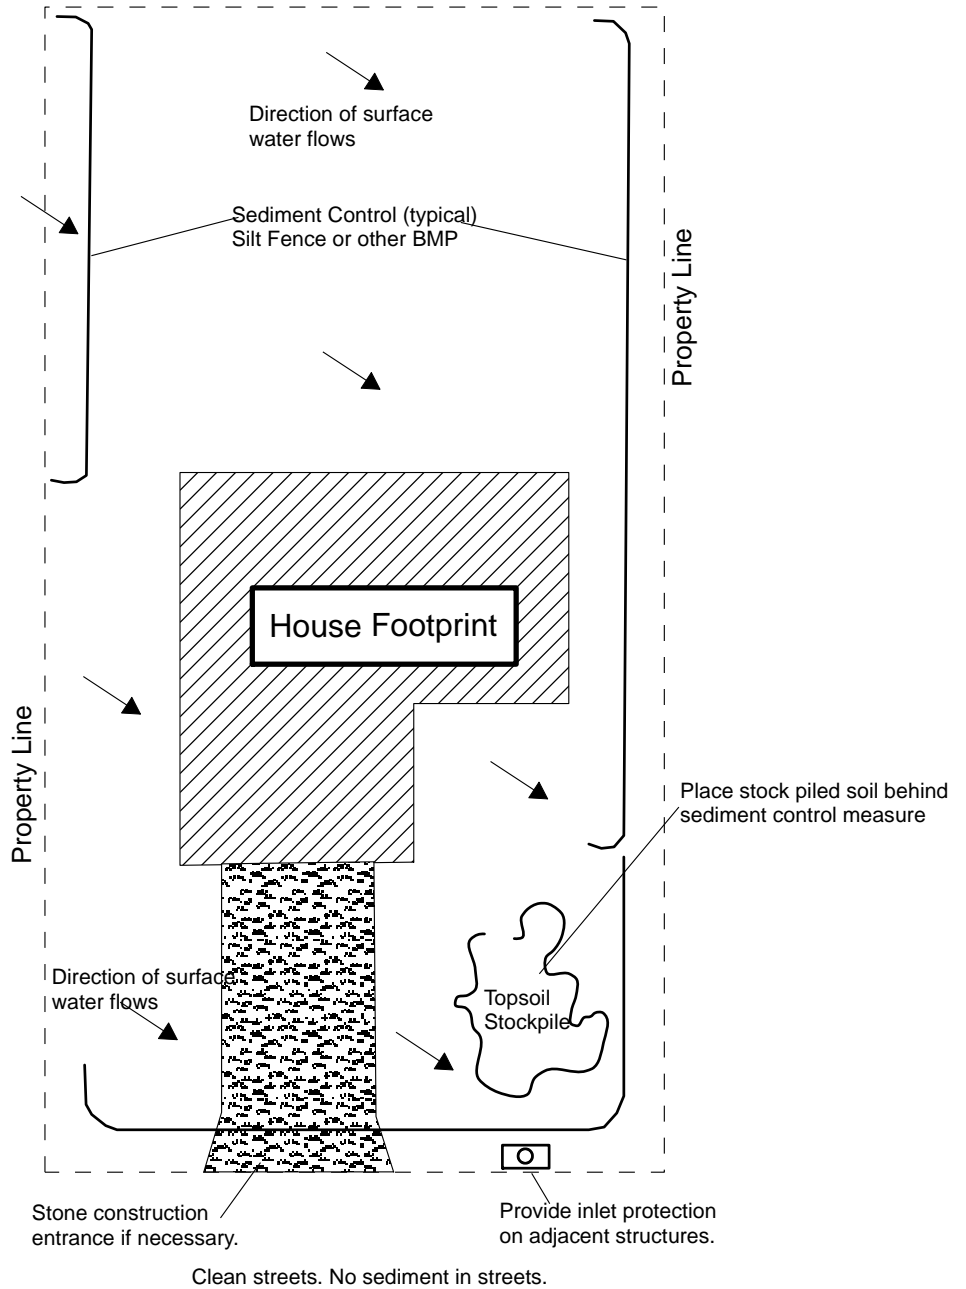 Direction of surface
water flows
Sediment Control (typical)
Silt Fence or other BMP
Property Line
House Footprint
Property Line
Place stock piled soil behind
sediment control measure
Direction of surface
water flows
Topsoil
Stockpile
Stone construction
entrance if necessary.
Provide inlet protection
on adjacent structures.
Clean streets. No sediment in streets.